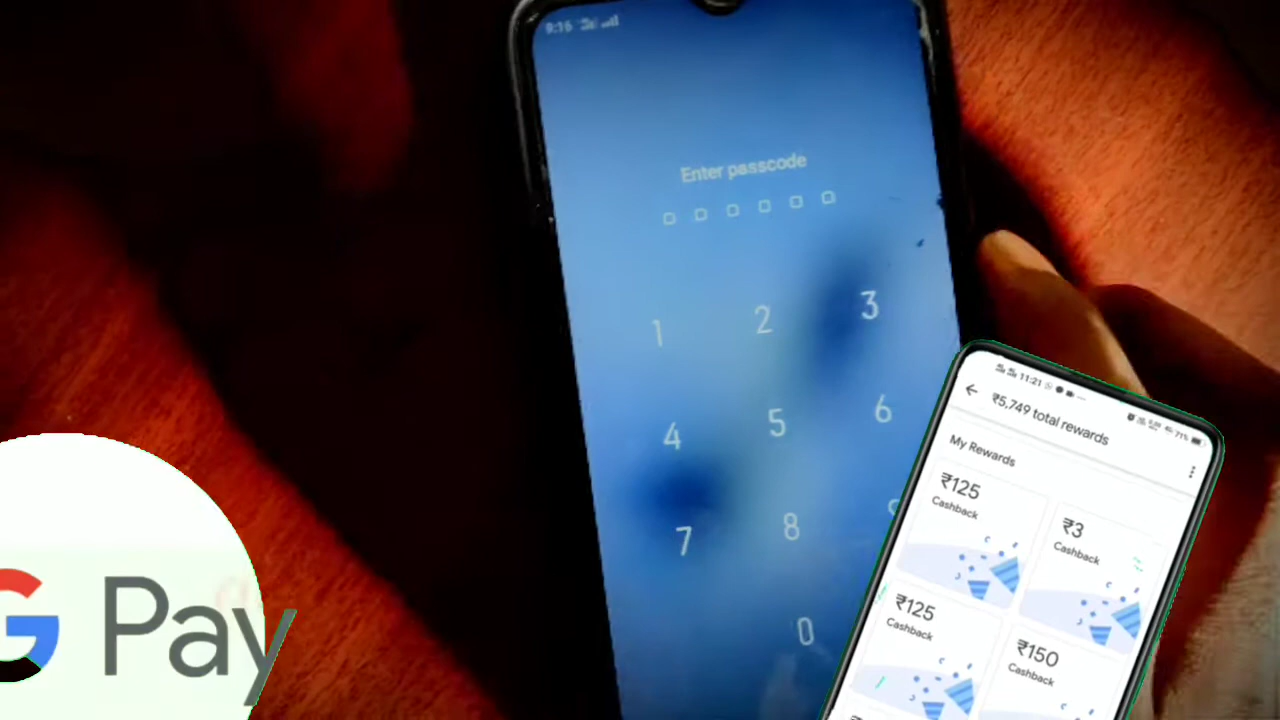 9:16
Enter passcode
1 2 3
4 5 6
7 8
0
11:21
71%
₹5,749 total rewards
My Rewards
₹125
Cashback
₹3
Cashback
₹125
Cashback
₹150
Cashback
G Pay